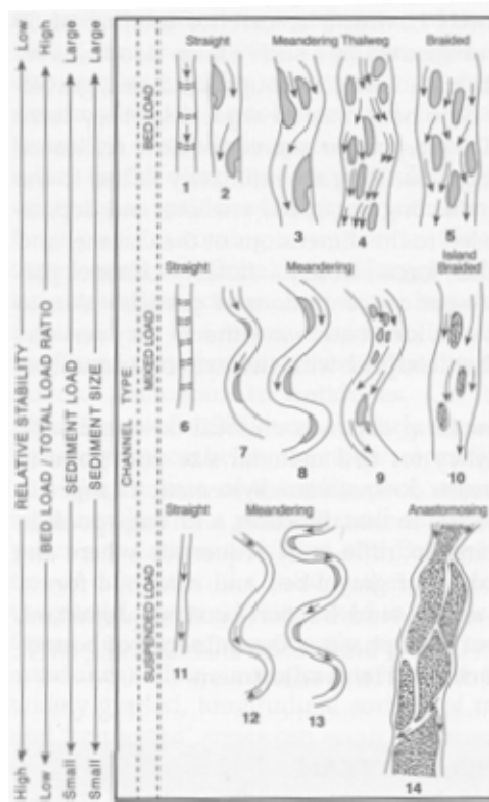 Low
High
Large
Large
RELATIVE STABILITY
BED LOAD / TOTAL LOAD RATIO
SEDIMENT LOAD
SEDIMENT SIZE
High
Low
Small
Small
CHANNEL TYPE
BED LOAD
Straight
Meandering Thalweg
Braided
1
2
3
4
5
MIXED LOAD
Straight
Meandering
Island
Braided
6
7
8
9
10
SUSPENDED LOAD
Straight
Meandering
Anastomosing
11
12
13
14